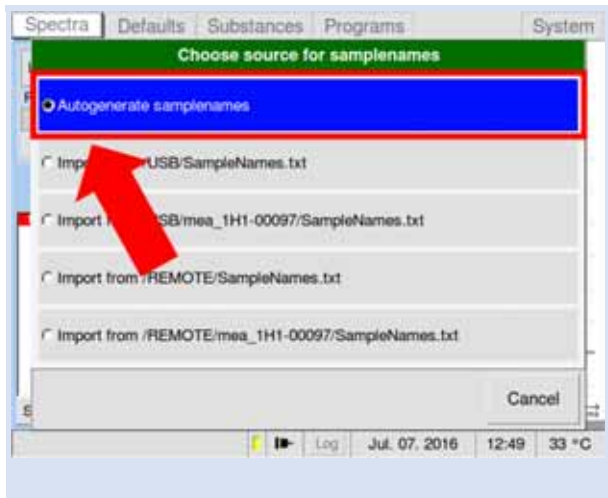 Spectra Defaults Substances Programs System
Choose source for samplenames
Autogenerate samplenames
USB/SampleNames.txt
Import SB/mea_1H1-00097/SampleNames.txt
Import from /REMOTE/SampleNames.txt
Import from /REMOTE/mea_1H1-00097/SampleNames.txt
Cancel
Log Jul. 07. 2016 12:49 33 °C